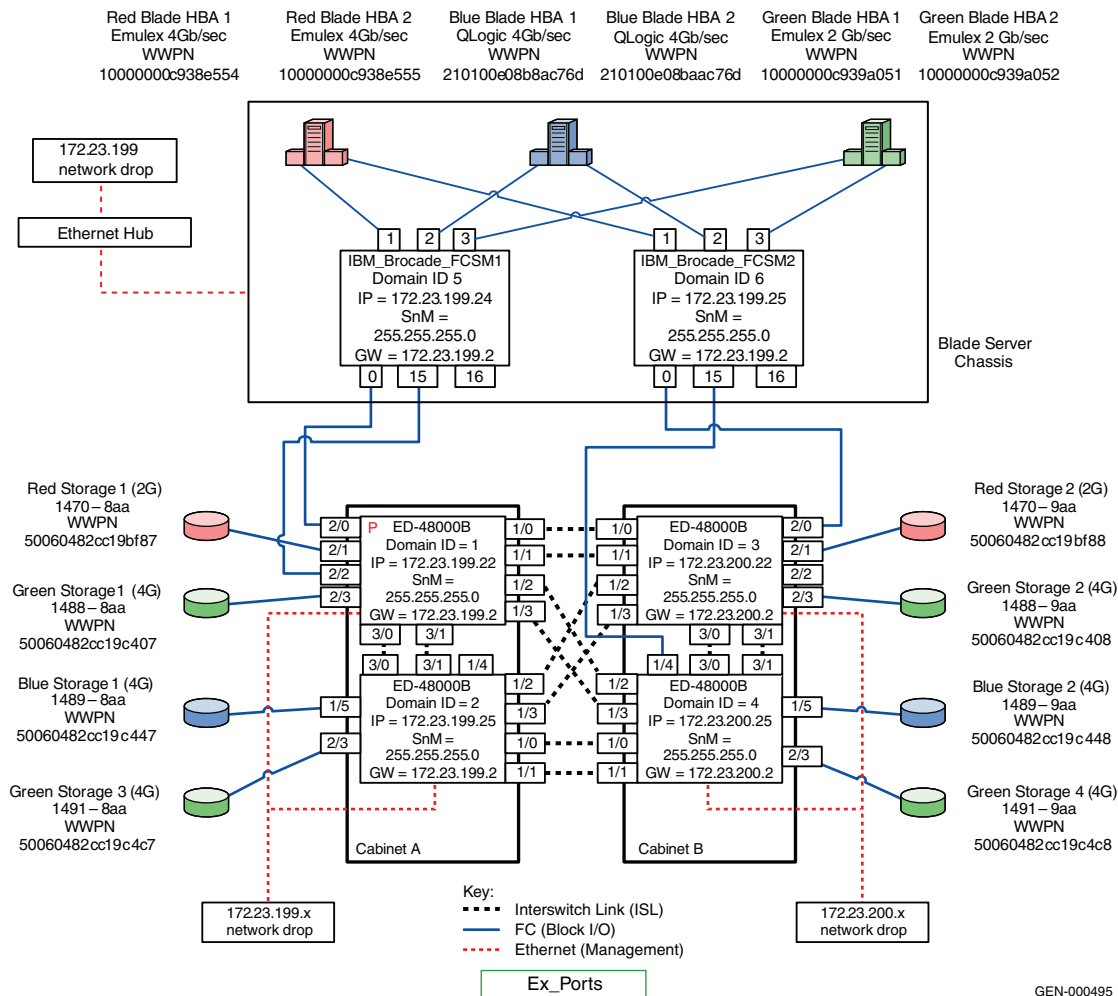 Red Blade HBA 1
Emulex 4Gb/sec
WWPN
10000000c938e554
Red Blade HBA 2
Emulex 4Gb/sec
WWPN
10000000c938e555
Blue Blade HBA 1
QLogic 4Gb/sec
WWPN
210100e08b8ac76d
Blue Blade HBA 2
QLogic 4Gb/sec
WWPN
210100e08baac76d
Green Blade HBA 1
Emulex 2 Gb/sec
WWPN
10000000c939a051
Green Blade HBA 2
Emulex 2 Gb/sec
WWPN
10000000c939a052
172.23.199
network drop
Ethernet Hub
1
2
3
IBM_Brocade_FCSM1
Domain ID 5
IP = 172.23.199.24
SnM =
255.255.255.0
GW = 172.23.199.2
0
15
16
1
2
3
IBM_Brocade_FCSM2
Domain ID 6
IP = 172.23.199.25
SnM =
255.255.255.0
GW = 172.23.199.2
0
15
16
Blade Server
Chassis
Red Storage 1 (2G)
1470 – 8aa
WWPN
50060482cc19bf87
Green Storage1 (4G)
1488 – 8aa
WWPN
50060482cc19c407
Blue Storage 1 (4G)
1489 – 8aa
WWPN
50060482cc19c447
Green Storage 3 (4G)
1491 – 8aa
WWPN
50060482cc19c4c7
2/0
2/1
2/2
2/3
P
ED-48000B
Domain ID = 1
IP = 172.23.199.22
SnM =
255.255.255.0
GW = 172.23.199.2
1/0
1/1
1/2
1/3
3/0
3/1
3/0
3/1
1/4
1/5
2/3
ED-48000B
Domain ID = 2
IP = 172.23.199.25
SnM =
255.255.255.0
GW = 172.23.199.2
1/2
1/3
1/0
1/1
Cabinet A
1/0
1/1
1/2
1/3
ED-48000B
Domain ID = 3
IP = 172.23.200.22
SnM =
255.255.255.0
GW = 172.23.200.2
2/0
2/1
2/2
2/3
3/0
3/1
1/4
3/0
3/1
1/2
1/3
1/0
1/1
ED-48000B
Domain ID = 4
IP = 172.23.200.25
SnM =
255.255.255.0
GW = 172.23.200.2
1/5
2/3
Cabinet B
Red Storage 2 (2G)
1470 – 9aa
WWPN
50060482cc19bf88
Green Storage 2 (4G)
1488 – 9aa
WWPN
50060482cc19c408
Blue Storage 2 (4G)
1489 – 9aa
WWPN
50060482cc19c448
Green Storage 4 (4G)
1491 – 9aa
WWPN
50060482cc19c4c8
172.23.199.x
network drop
Key:
Interswitch Link (ISL)
FC (Block I/O)
Ethernet (Management)
Ex_Ports
172.23.200.x
network drop
GEN-000495